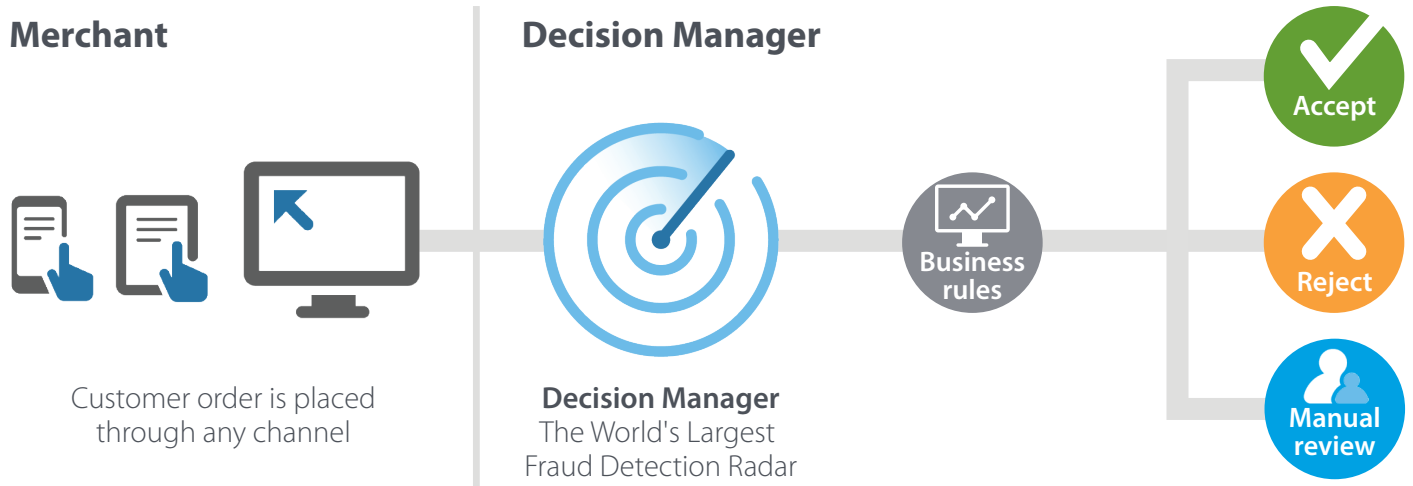 Merchant
Customer order is placed
through any channel
Decision Manager
Decision Manager
The World's Largest
Fraud Detection Radar
Business
rules
Accept
Reject
Manual
review